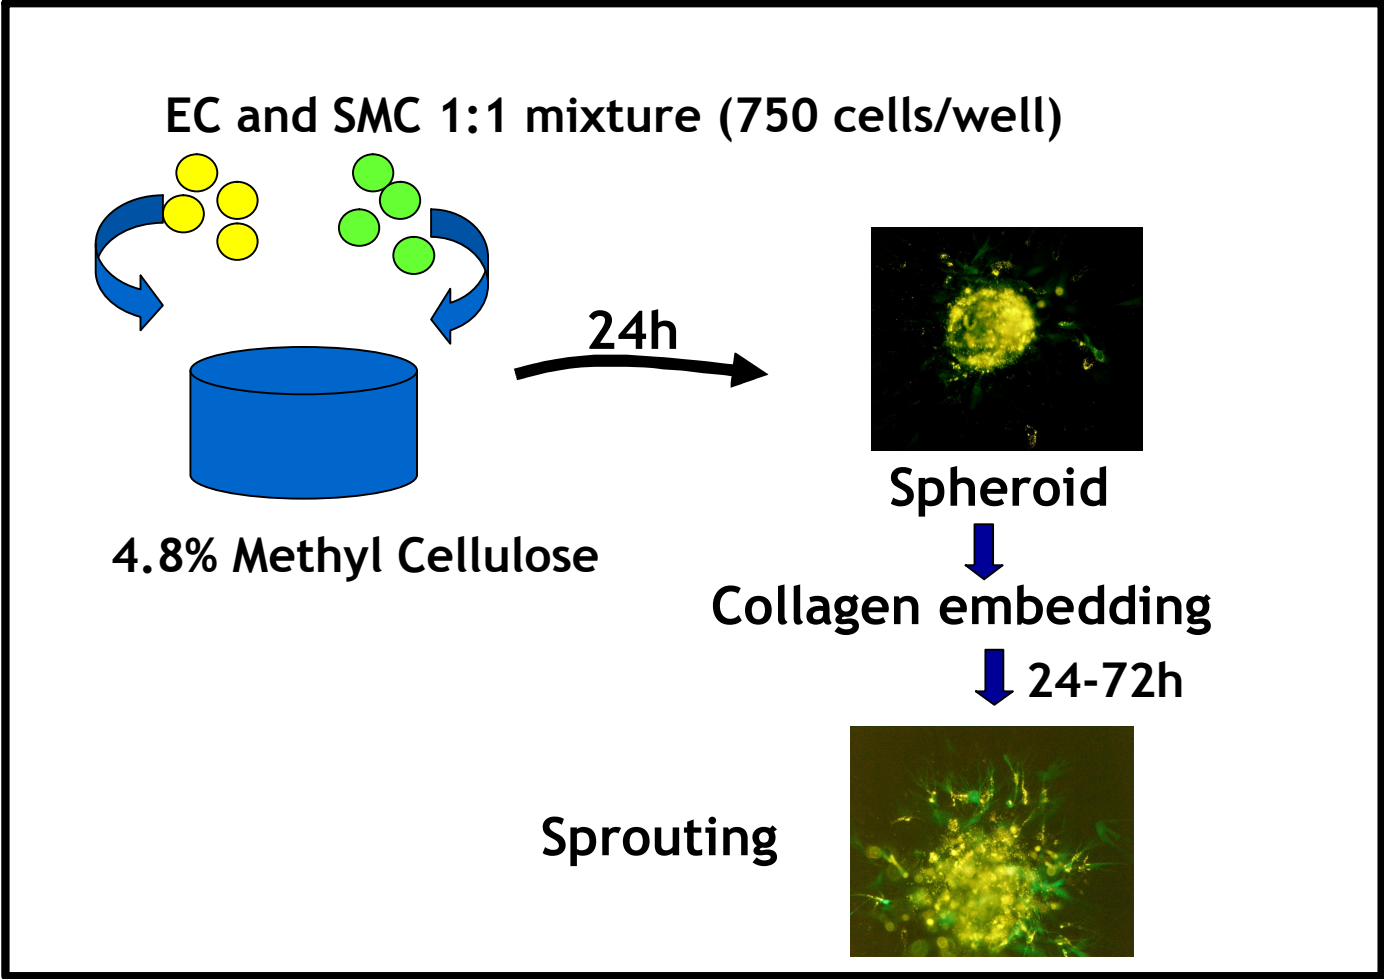 EC and SMC 1:1 mixture (750 cells/well)
24h
Spheroid
4.8% Methyl Cellulose
Collagen embedding
24-72h
Sprouting